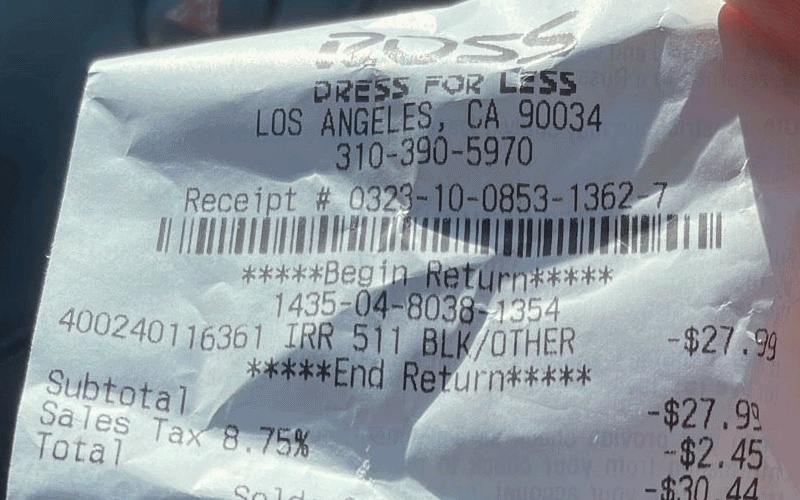 ROSS
DRESS FOR LESS
LOS ANGELES, CA 90034
310-390-5970
Receipt # 0323-10-0853-1362-7
*****Begin Return*****
1435-04-8038-1354
400240116361 IRR 511 BLK/OTHER -$27.99
*****End Return*****
Subtotal -$27.99
Sales Tax 8.75% -$2.45
Total -$30.44